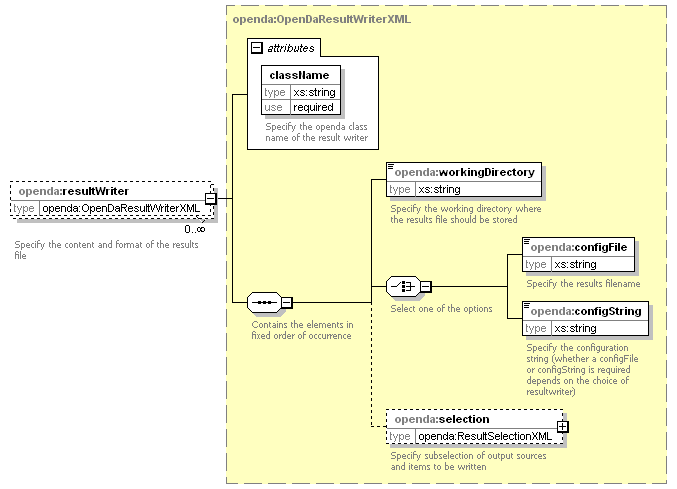 openda:OpenDaResultWriterXML
attributes
className
type xs:string
use required
Specify the openda class
name of the result writer
openda:resultWriter
type openda:OpenDaResultWriterXML
0..∞
Specify the content and format of the results
file
openda:workingDirectory
type xs:string
Specify the working directory where
the results file should be stored
openda:configFile
type xs:string
Specify the results filename
Select one of the options
Contains the elements in
fixed order of occurrence
openda:configString
type xs:string
Specify the configuration
string (whether a configFile
or configString is required
depends on the choice of
resultwriter)
openda:selection
type openda:ResultSelectionXML
Specify subselection of output sources
and items to be written